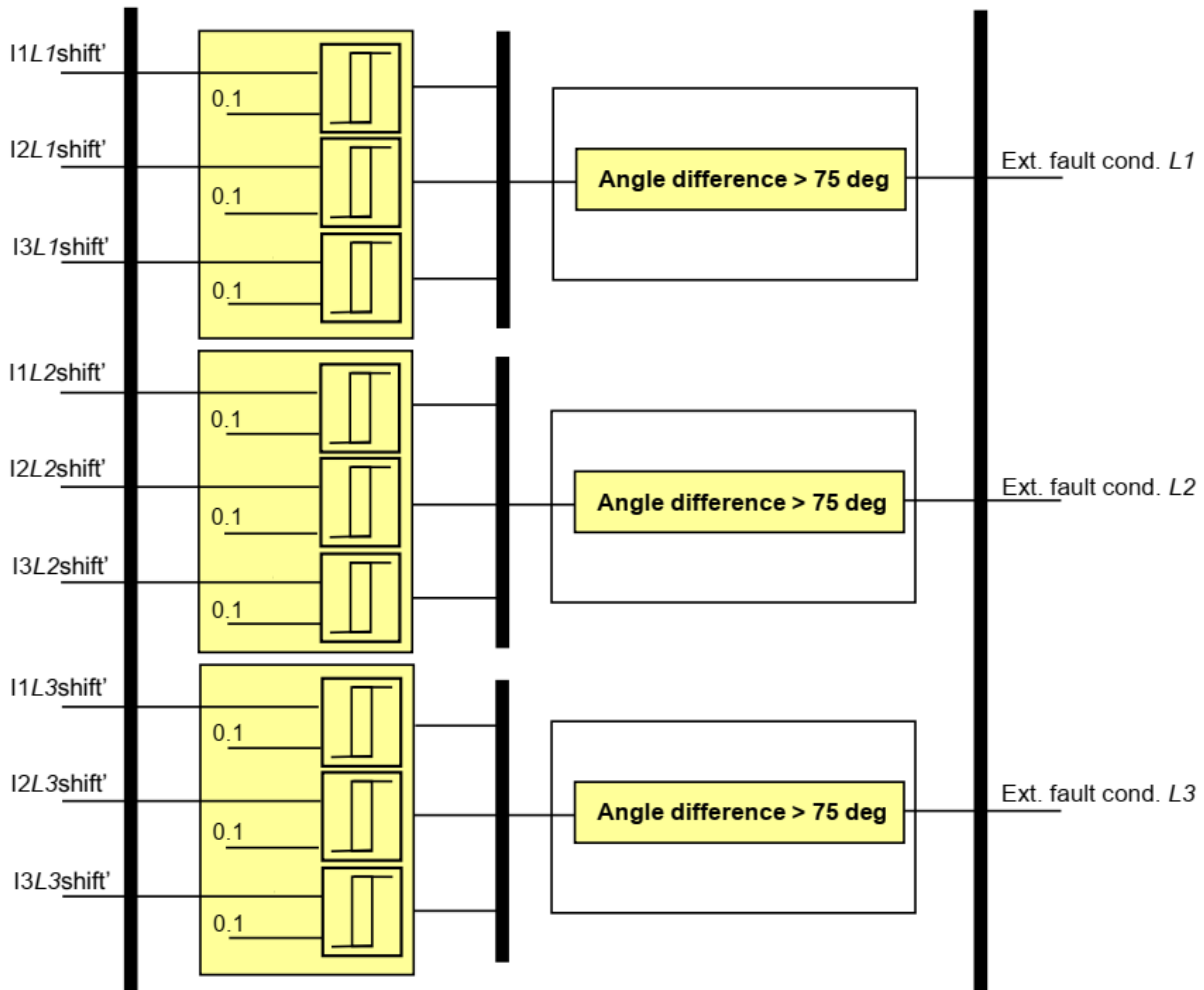 I1L1shift’
0.1
I2L1shift’
0.1
I3L1shift’
0.1
Angle difference > 75 deg
Ext. fault cond. L1
I1L2shift’
0.1
I2L2shift’
0.1
I3L2shift’
0.1
Angle difference > 75 deg
Ext. fault cond. L2
I1L3shift’
0.1
I2L3shift’
0.1
I3L3shift’
0.1
Angle difference > 75 deg
Ext. fault cond. L3